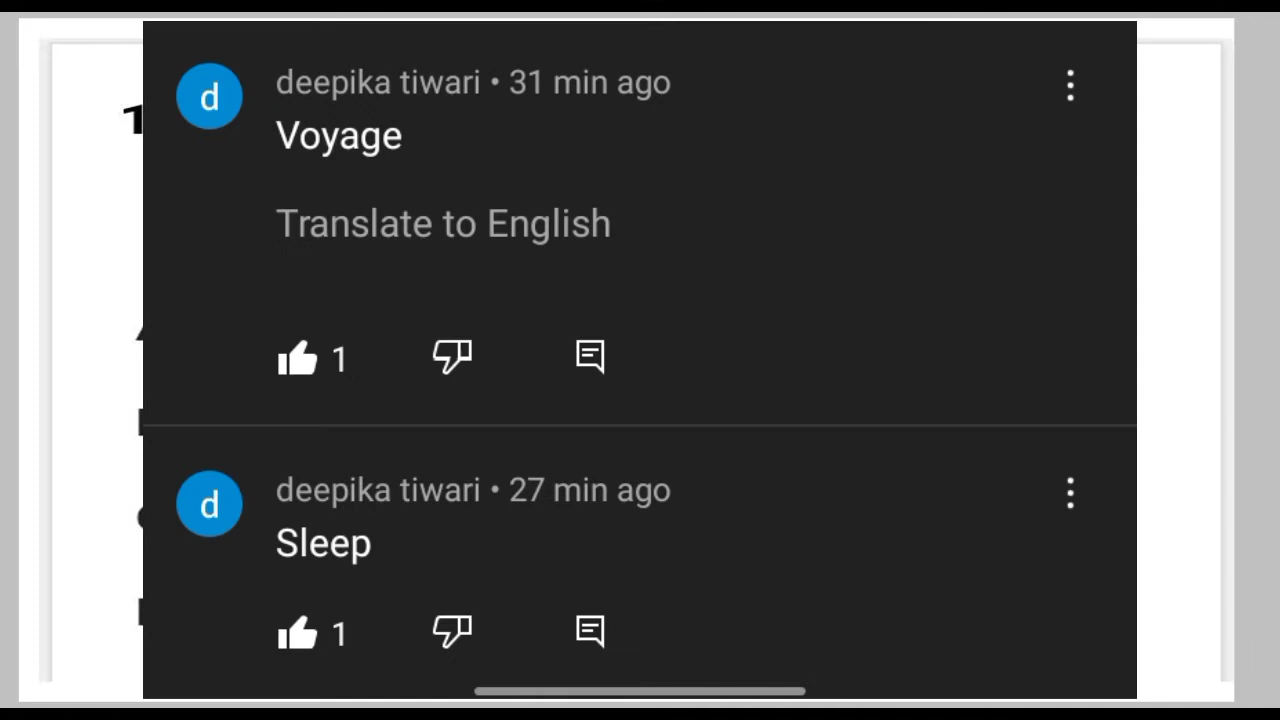 d
deepika tiwari • 31 min ago
Voyage
Translate to English
1
d
deepika tiwari • 27 min ago
Sleep
1